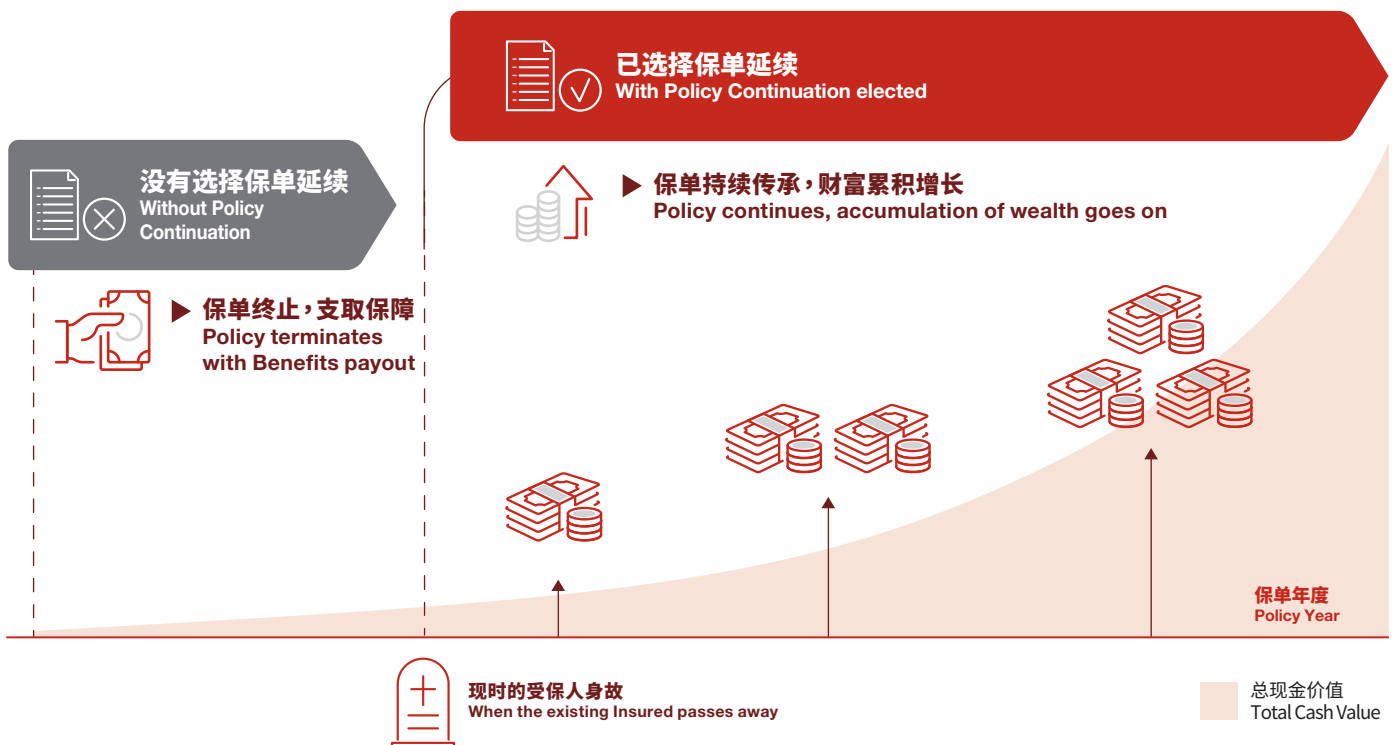 已选择保单延续
With Policy Continuation elected
没有选择保单延续
Without Policy
Continuation
保单持续传承，财富累积增长
Policy continues, accumulation of wealth goes on
保单终止，支取保障
Policy terminates
with Benefits payout
保单年度
Policy Year
现时的受保人身故
When the existing Insured passes away
总现金价值
Total Cash Value